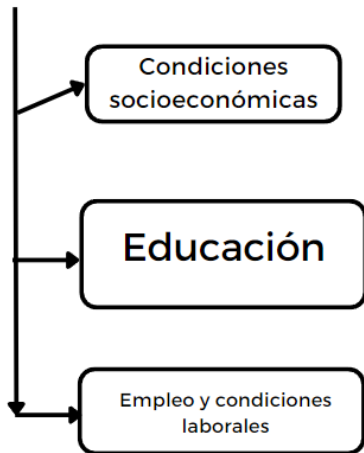 Condiciones
socioeconómicas
Educación
Empleo y condiciones
laborales